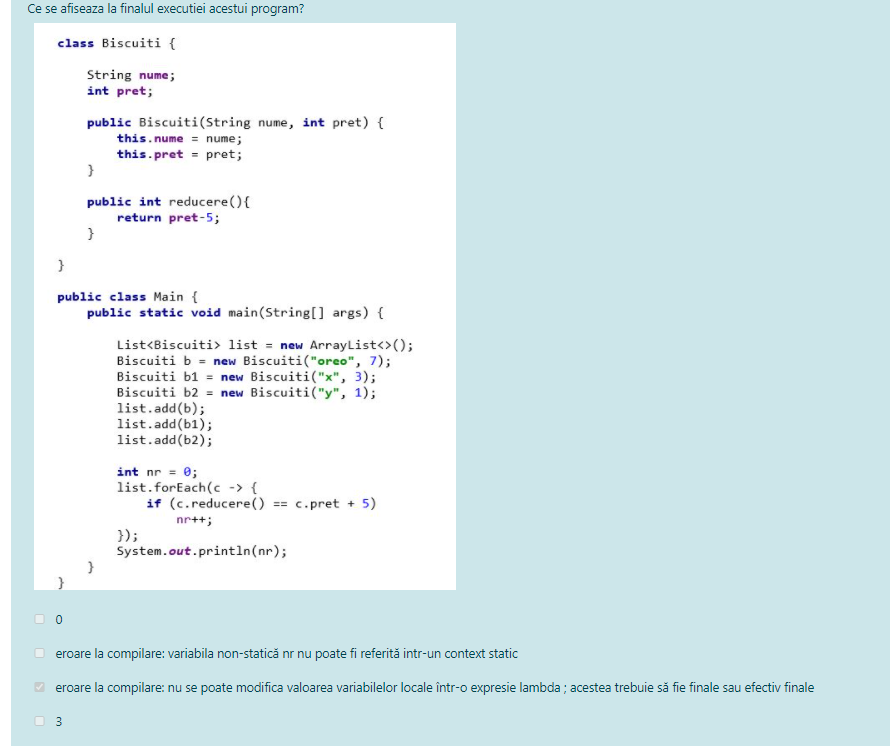 Ce se afiseaza la finalul executiei acestui program?
class Biscuiti {
String nume;
int pret;
public Biscuiti(String nume, int pret) {
this.nume = nume;
this.pret = pret;
}
public int reducere(){
return pret-5;
}
}
public class Main {
public static void main(String[] args) {
List<Biscuiti> list = new ArrayList<>();
Biscuiti b = new Biscuiti("oreo", 7);
Biscuiti b1 = new Biscuiti("x", 3);
Biscuiti b2 = new Biscuiti("y", 1);
list.add(b);
list.add(b1);
list.add(b2);
int nr = 0;
list.forEach(c -> {
if (c.reducere() == c.pret + 5)
nr++;
});
System.out.println(nr);
}
}
0
eroare la compilare: variabila non-statică nr nu poate fi referită intr-un context static
eroare la compilare: nu se poate modifica valoarea variabilelor locale într-o expresie lambda ; acestea trebuie să fie finale sau efectiv finale
3